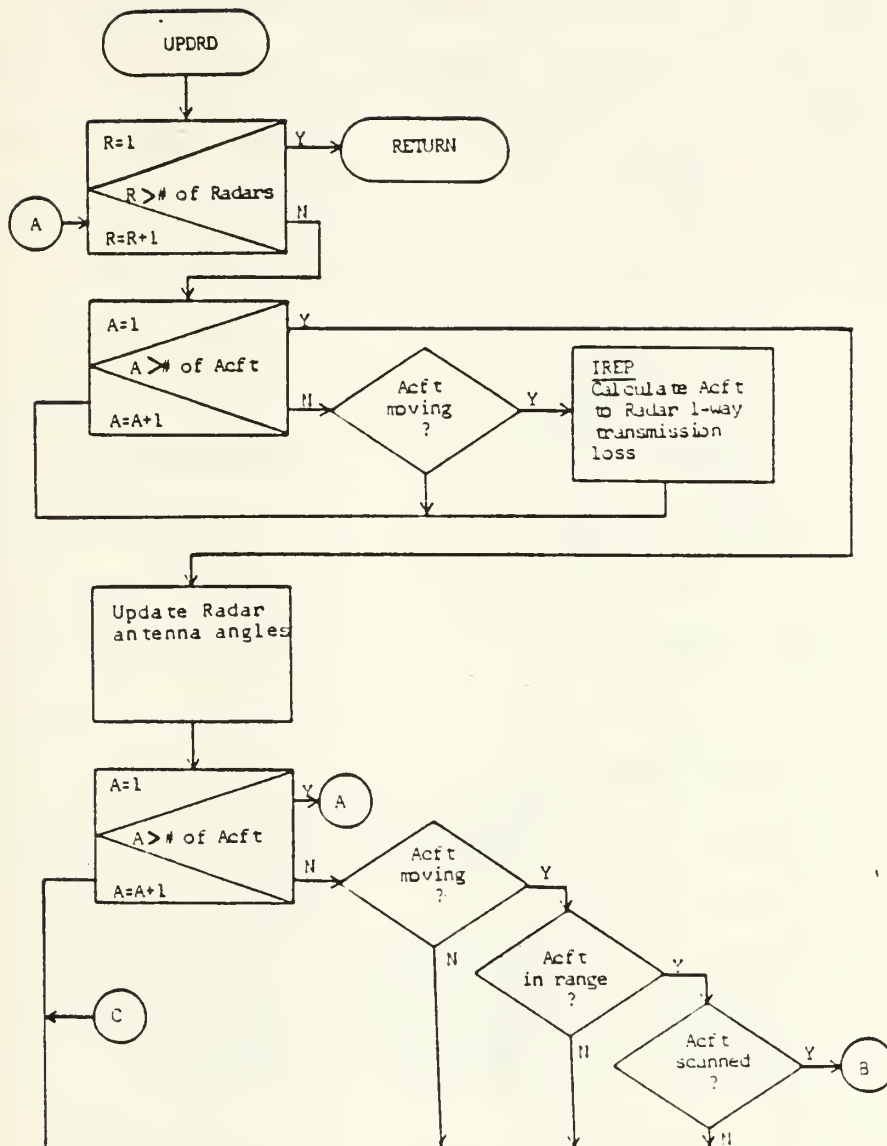 UPDRD
R=1
Y
RETURN
R># of Radars
A
N
R=R+1
A=1
Y
A># of Acft
Acft
moving
?
N
Y
IREP
Calculate Acft
to Radar 1-way
transmission
loss
A=A+1
Update Radar
antenna angles
A=1
Y
A
A># of Acft
N
A=A+1
Acft
moving
?
Y
N
Acft
in range
?
Y
N
C
Acft
scanned
?
Y
B
N